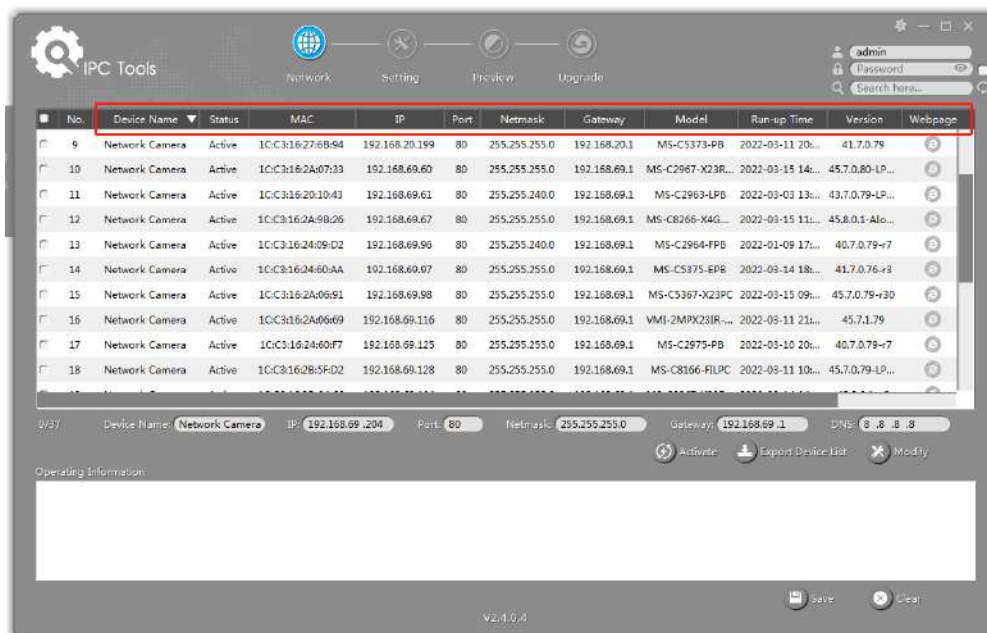 IPC Tools
Network Setting Preview Upgrade
admin
Password
Search here...
No. Device Name Status MAC IP Port Netmask Gateway Model Run-up Time Version Webpage
9 Network Camera Active 1C:C3:16:27:6B:94 192.168.20.199 80 255.255.255.0 192.168.20.1 MS-C5373-PB 2022-03-11 20:... 41.7.0.79
10 Network Camera Active 1C:C3:16:2A:07:33 192.168.69.60 80 255.255.255.0 192.168.69.1 MS-C2967-X23R... 2022-03-15 14:... 45.7.0.80-LP...
11 Network Camera Active 1C:C3:16:20:10:43 192.168.69.61 80 255.255.240.0 192.168.69.1 MS-C2963-LPB 2022-03-03 13:... 43.7.0.79-LP...
12 Network Camera Active 1C:C3:16:2A:9B:26 192.168.69.67 80 255.255.255.0 192.168.69.1 MS-C8266-X4G... 2022-03-15 11:... 45.8.0.1-AIo...
13 Network Camera Active 1C:C3:16:24:09:D2 192.168.69.96 80 255.255.240.0 192.168.69.1 MS-C2964-FPB 2022-01-09 17:... 40.7.0.79-r7
14 Network Camera Active 1C:C3:16:24:60:AA 192.168.69.97 80 255.255.255.0 192.168.69.1 MS-C5375-EPB 2022-03-14 18:... 41.7.0.76-r3
15 Network Camera Active 1C:C3:16:2A:06:91 192.168.69.98 80 255.255.255.0 192.168.69.1 MS-C5367-X23PC 2022-03-15 09:... 45.7.0.79-r30
16 Network Camera Active 1C:C3:16:2A:06:69 192.168.69.116 80 255.255.255.0 192.168.69.1 VMI-2MPX23IR-... 2022-03-11 21:... 45.7.1.79
17 Network Camera Active 1C:C3:16:24:60:F7 192.168.69.125 80 255.255.255.0 192.168.69.1 MS-C2975-PB 2022-03-10 20:... 40.7.0.79-r7
18 Network Camera Active 1C:C3:16:2B:5F:D2 192.168.69.128 80 255.255.255.0 192.168.69.1 MS-C8166-FILPC 2022-03-11 10:... 45.7.0.79-LP...
0/37 Device Name: Network Camera IP: 192.168.69 .204 Port: 80 Netmask: 255.255.255.0 Gateway: 192.168.69 .1 DNS: 8 .8 .8 .8
Activate Export Device List Modify
Operating Information
Save Clear
V2.4.0.4